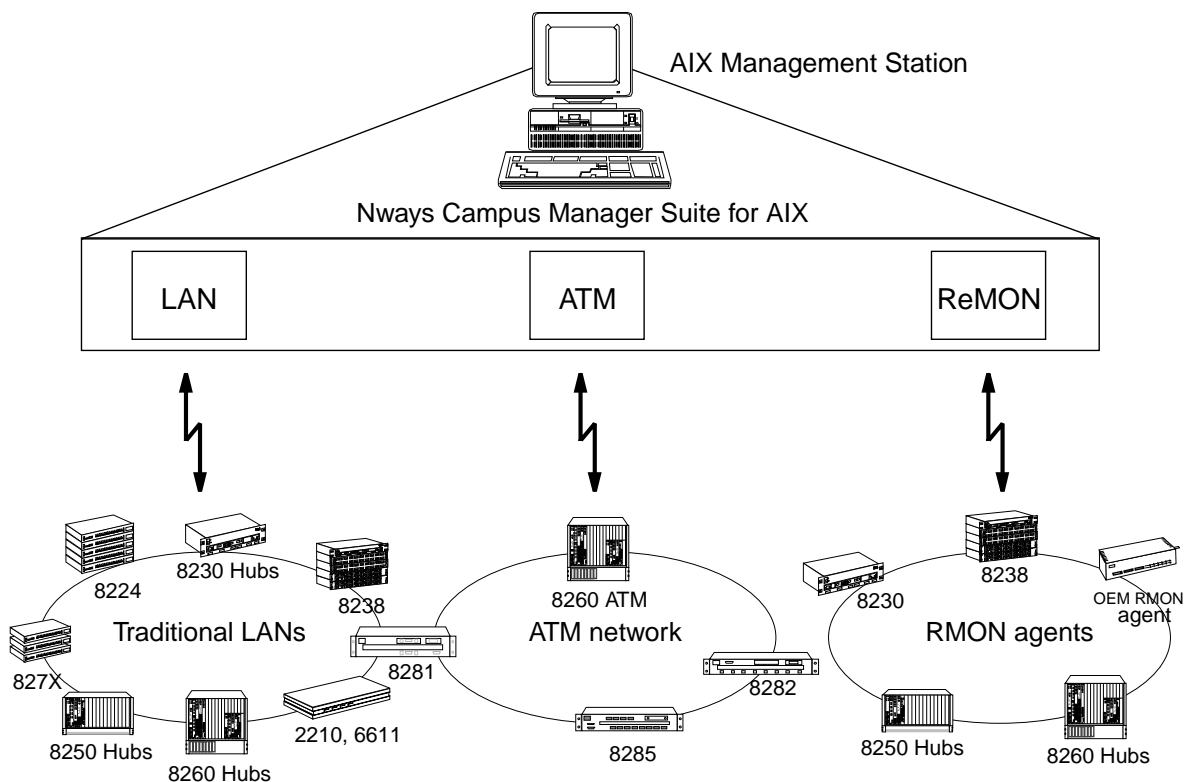 AIX Management Station
Nways Campus Manager Suite for AIX
LAN
ATM
ReMON
8224
8230 Hubs
8238
827X
Traditional LANs
8250 Hubs
8260 Hubs
2210, 6611
8281
8260 ATM
ATM network
8282
8285
8230
8238
OEM RMON
agent
RMON agents
8250 Hubs
8260 Hubs